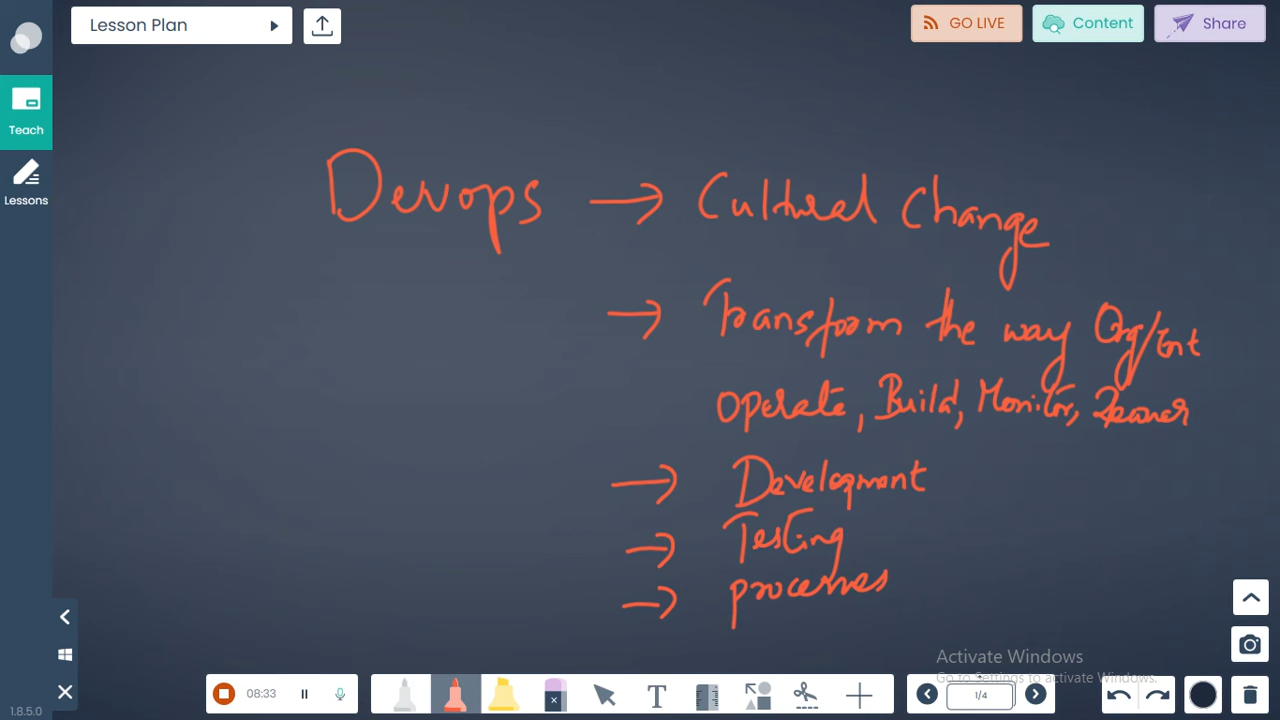 Lesson Plan
GO LIVE
Content
Share
Teach
Lessons
Devops → Cultural Change
→ Transform the way Org/Ent
Operate, Build, Monitor,
→ Development
→ Testing
→ processes
Activate Windows
Go to Settings to activate Windows.
08:33
T
1/4
1.8.5.0